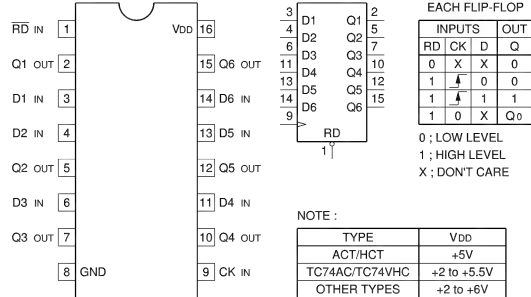 RD IN 1
Q1 OUT 2
D1 IN 3
D2 IN 4
Q2 OUT 5
D3 IN 6
Q3 OUT 7
8 GND
VDD 16
15 Q6 OUT
14 D6 IN
13 D5 IN
12 Q5 OUT
11 D4 IN
10 Q4 OUT
9 CK IN
3 D1 Q1 2
4 D2 Q2 5
6 D3 Q3 7
11 D4 Q4 10
13 D5 Q5 12
14 D6 Q6 15
9
RD
1
EACH FLIP-FLOP
INPUTS OUT
RD CK D Q
0 X X 0
1 0 0
1 1 1
1 0 X Q0
0 ; LOW LEVEL
1 ; HIGH LEVEL
X ; DON'T CARE
NOTE :
TYPE VDD
ACT/HCT +5V
TC74AC/TC74VHC +2 to +5.5V
OTHER TYPES +2 to +6V